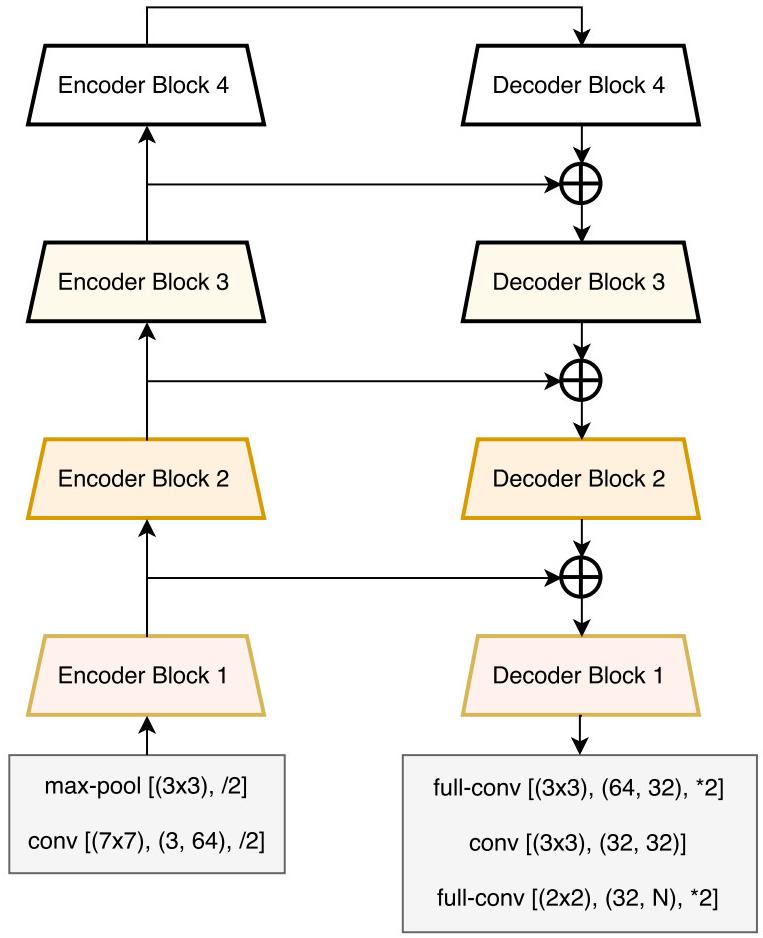 Encoder Block 4
Decoder Block 4
Encoder Block 3
Decoder Block 3
Encoder Block 2
Decoder Block 2
Encoder Block 1
Decoder Block 1
max-pool [(3x3), /2]
conv [(7x7), (3, 64), /2]
full-conv [(3x3), (64, 32), *2]
conv [(3x3), (32, 32)]
full-conv [(2x2), (32, N), *2]